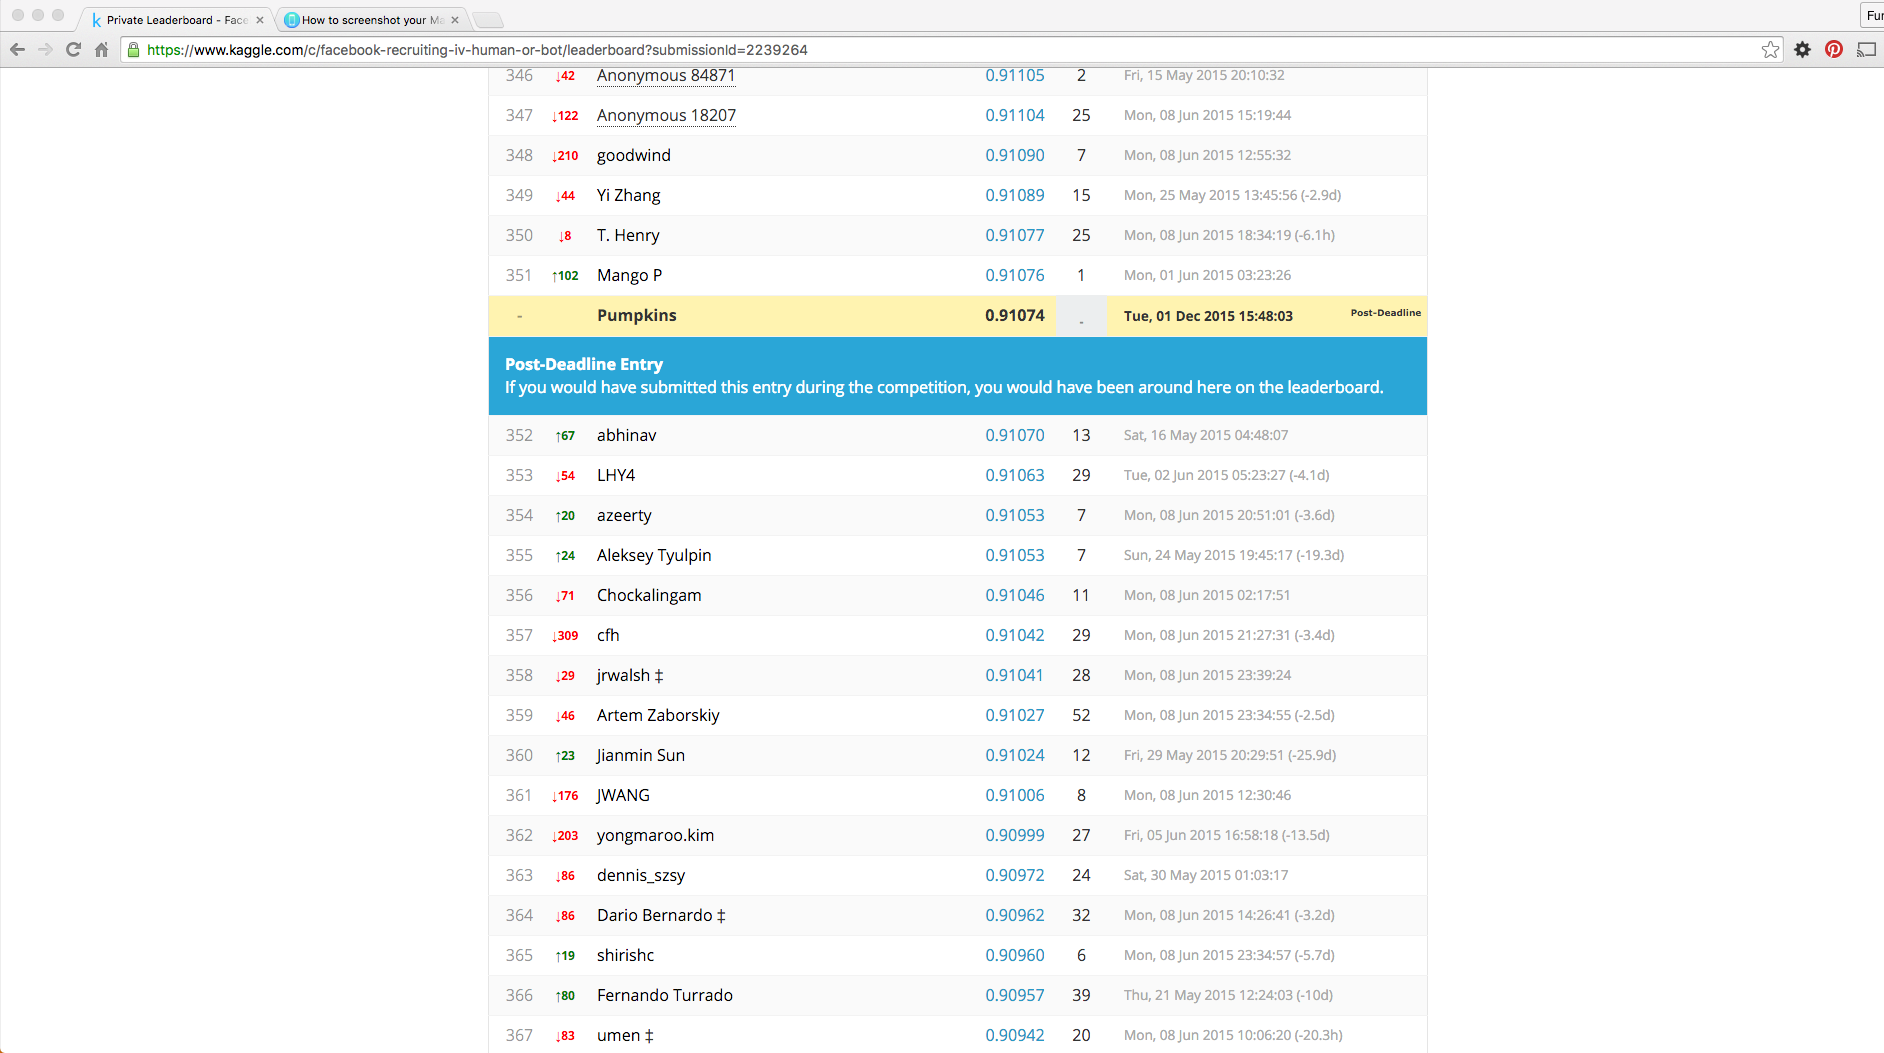 Private Leaderboard - Face
How to screenshot your Ma
Fur
https://www.kaggle.com/c/facebook-recruiting-iv-human-or-bot/leaderboard?submissionId=2239264
346 ↓42 Anonymous 84871 0.91105 2 Fri, 15 May 2015 20:10:32
347 ↓122 Anonymous 18207 0.91104 25 Mon, 08 Jun 2015 15:19:44
348 ↓210 goodwind 0.91090 7 Mon, 08 Jun 2015 12:55:32
349 ↓44 Yi Zhang 0.91089 15 Mon, 25 May 2015 13:45:56 (-2.9d)
350 ↓8 T. Henry 0.91077 25 Mon, 08 Jun 2015 18:34:19 (-6.1h)
351 ↑102 Mango P 0.91076 1 Mon, 01 Jun 2015 03:23:26
- Pumpkins 0.91074 - Tue, 01 Dec 2015 15:48:03 Post-Deadline
Post-Deadline Entry
If you would have submitted this entry during the competition, you would have been around here on the leaderboard.
352 ↑67 abhinav 0.91070 13 Sat, 16 May 2015 04:48:07
353 ↓54 LHY4 0.91063 29 Tue, 02 Jun 2015 05:23:27 (-4.1d)
354 ↑20 azeerty 0.91053 7 Mon, 08 Jun 2015 20:51:01 (-3.6d)
355 ↑24 Aleksey Tyulpin 0.91053 7 Sun, 24 May 2015 19:45:17 (-19.3d)
356 ↓71 Chockalingam 0.91046 11 Mon, 08 Jun 2015 02:17:51
357 ↓309 cfh 0.91042 29 Mon, 08 Jun 2015 21:27:31 (-3.4d)
358 ↓29 jrwalsh ‡ 0.91041 28 Mon, 08 Jun 2015 23:39:24
359 ↓46 Artem Zaborskiy 0.91027 52 Mon, 08 Jun 2015 23:34:55 (-2.5d)
360 ↑23 Jianmin Sun 0.91024 12 Fri, 29 May 2015 20:29:51 (-25.9d)
361 ↓176 JWANG 0.91006 8 Mon, 08 Jun 2015 12:30:46
362 ↓203 yongmaroo.kim 0.90999 27 Fri, 05 Jun 2015 16:58:18 (-13.5d)
363 ↓86 dennis_szsy 0.90972 24 Sat, 30 May 2015 01:03:17
364 ↓86 Dario Bernardo ‡ 0.90962 32 Mon, 08 Jun 2015 14:26:41 (-3.2d)
365 ↑19 shirishc 0.90960 6 Mon, 08 Jun 2015 23:34:57 (-5.7d)
366 ↑80 Fernando Turrado 0.90957 39 Thu, 21 May 2015 12:24:03 (-10d)
367 ↓83 umen ‡ 0.90942 20 Mon, 08 Jun 2015 10:06:20 (-20.3h)